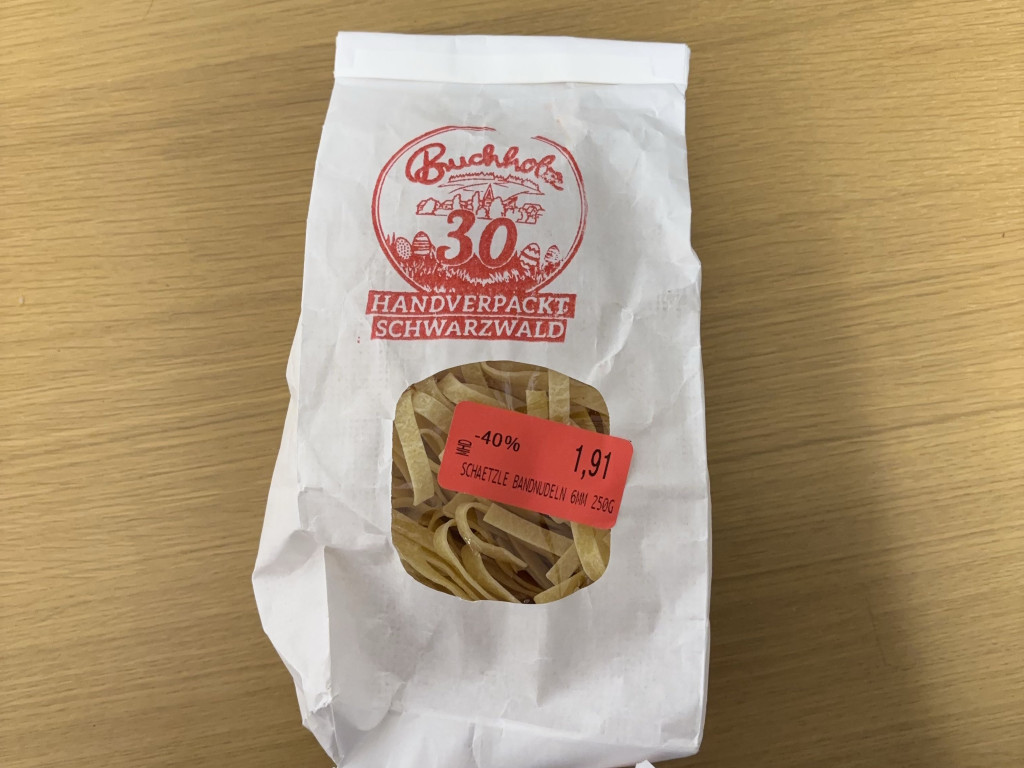 Buchholz
30
HANDVERPACKT
SCHWARZWALD
MHD -40% 1,91
SCHAETZLE BANDNUDELN 6MM 250G